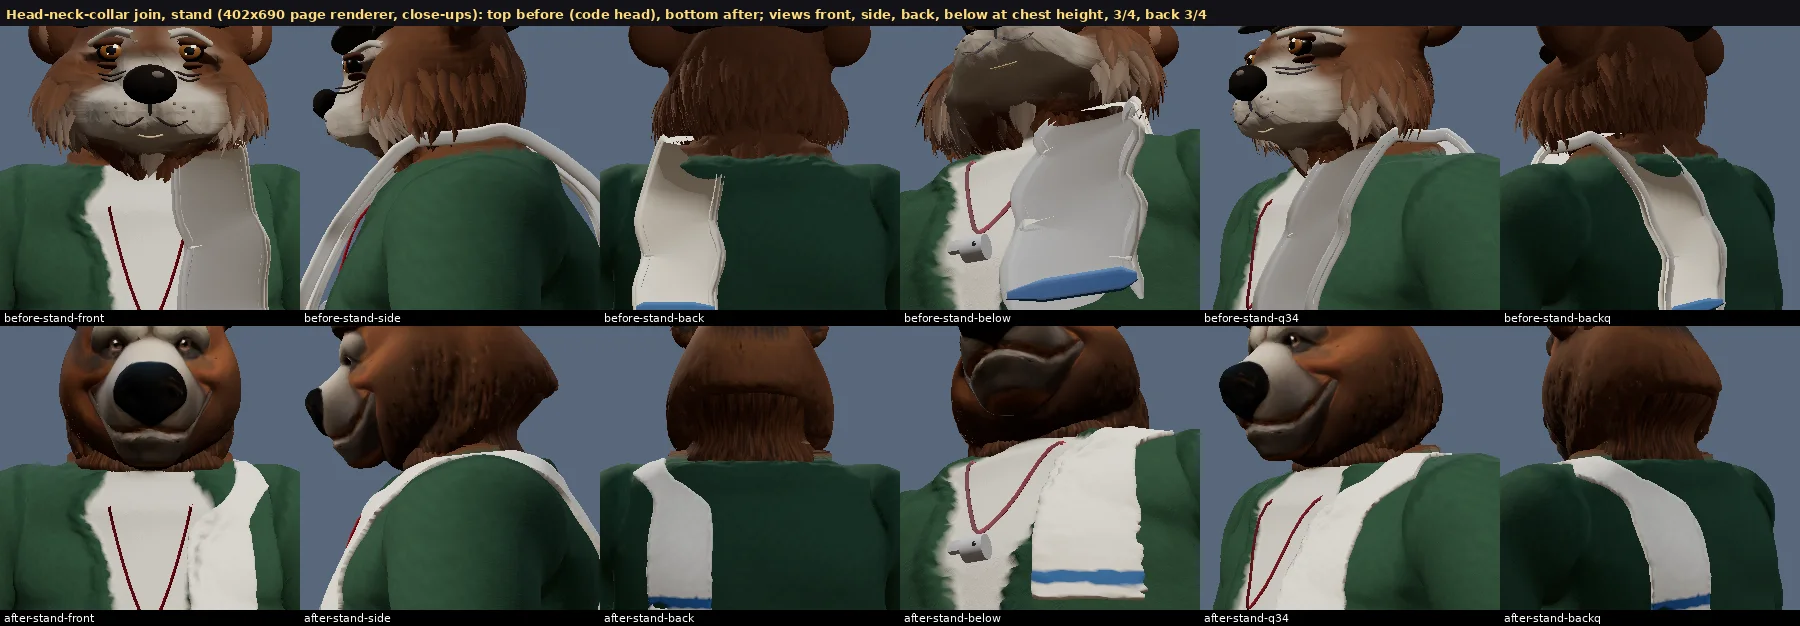 Head-neck-collar join, stand (402x690 page renderer, close-ups): top before (code head), bottom after; views front, side, back, below at chest height, 3/4, back 3/4
before-stand-front
before-stand-side
before-stand-back
before-stand-below
before-stand-q34
before-stand-backq
after-stand-front
after-stand-side
after-stand-back
after-stand-below
after-stand-q34
after-stand-backq